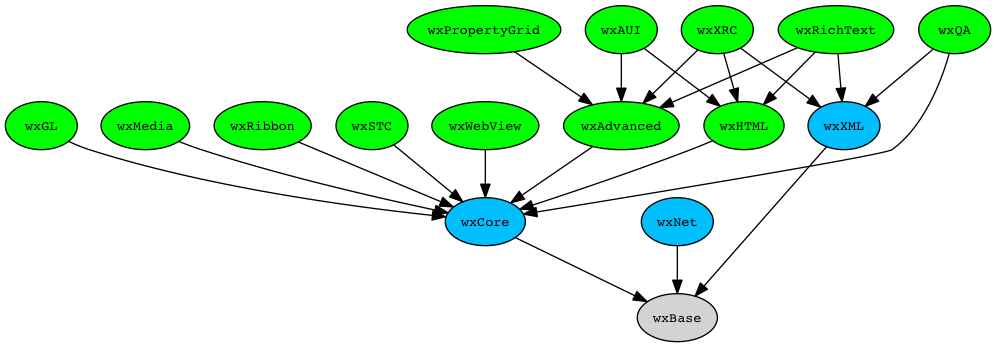 wxPropertyGrid
wxAUI
wxXRC
wxRichText
wxQA
wxGL
wxMedia
wxRibbon
wxSTC
wxWebView
wxAdvanced
wxHTML
wxXML
wxCore
wxNet
wxBase